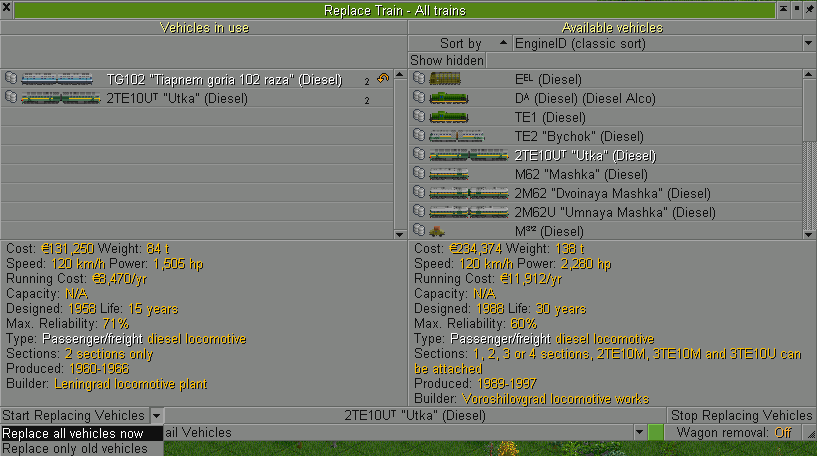 Replace Train - All trains
Vehicles in use
Available vehicles
Sort by
EngineID (classic sort)
Show hidden
TG102 "Tiapnem goria 102 raza" (Diesel) 2
2TE10Uᵀ "Utka" (Diesel) 2
Eᴱᴸ (Diesel)
Dᴬ (Diesel) (Diesel Alco)
TE1 (Diesel)
TE2 "Bychok" (Diesel)
2TE10Uᵀ "Utka" (Diesel)
M62 "Mashka" (Diesel)
2M62 "Dvoinaya Mashka" (Diesel)
2M62U "Umnaya Mashka" (Diesel)
(Diesel)
Cost: €131,250 Weight: 84 t
Speed: 120 km/h Power: 1,505 hp
Running Cost: €8,470/yr
Capacity: N/A
Designed: 1958 Life: 15 years
Max. Reliability: 71%
Type: Passenger/freight diesel locomotive
Sections: 2 sections only
Produced: 1960-1966
Builder: Leningrad locomotive plant
Cost: €234,374 Weight: 138 t
Speed: 120 km/h Power: 2,280 hp
Running Cost: €11,912/yr
Capacity: N/A
Designed: 1988 Life: 30 years
Max. Reliability: 60%
Type: Passenger/freight diesel locomotive
Sections: 1, 2, 3 or 4 sections, 2TE10M, 3TE10M and 3TE10U can
be attached
Produced: 1989-1997
Builder: Voroshilovgrad locomotive works
Start Replacing Vehicles
2TE10Uᵀ "Utka" (Diesel)
Stop Replacing Vehicles
Replace all vehicles now
ail Vehicles
Wagon removal: Off
Replace only old vehicles